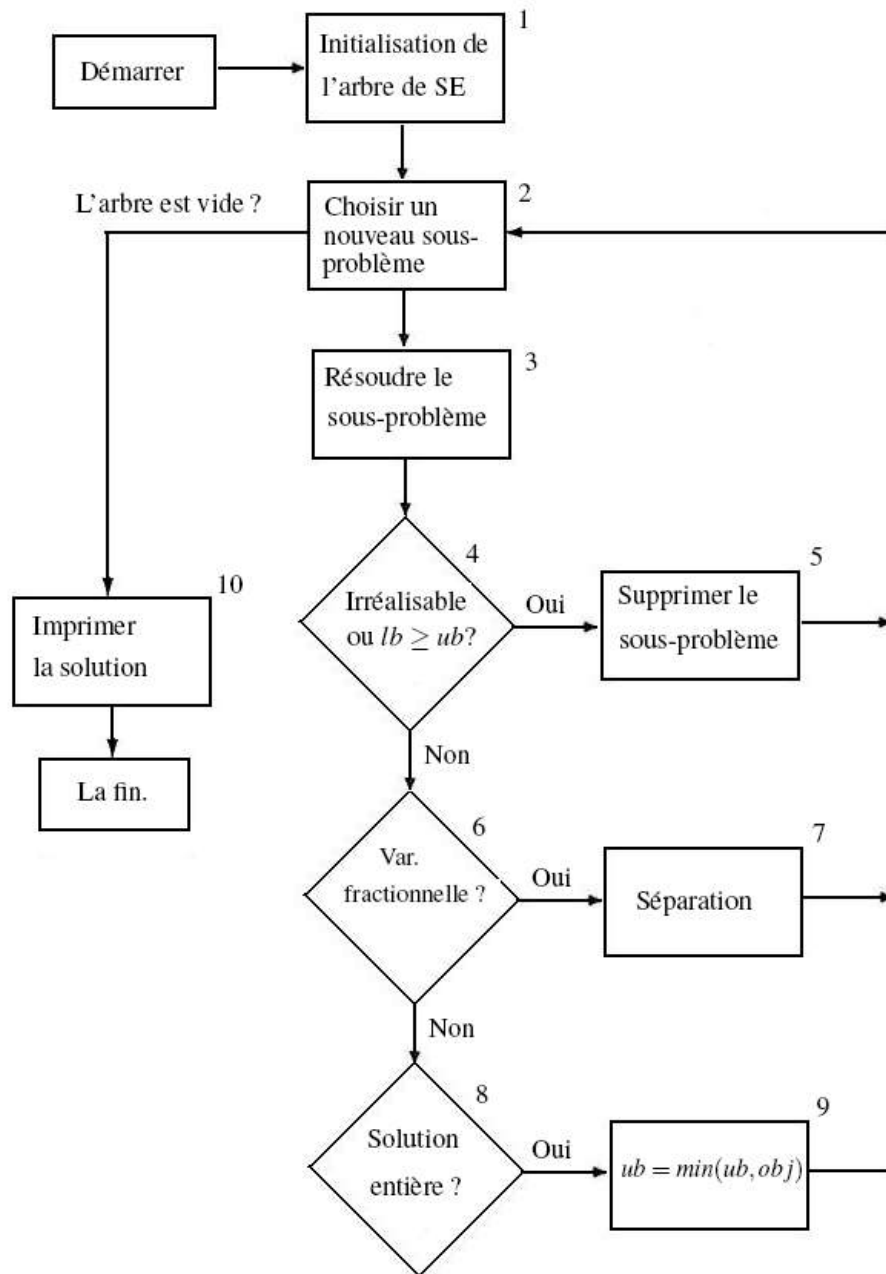 1
Démarrer
Initialisation de
l'arbre de SE
L'arbre est vide ?
2
Choisir un
nouveau sous-
problème
3
Résoudre le
sous-problème
4
Irréalisable
ou lb ≥ ub?
Oui
5
Supprimer le
sous-problème
10
Imprimer
la solution
Non
La fin.
6
Var.
fractionnelle ?
Oui
7
Séparation
Non
8
Solution
entière ?
Oui
9
ub = min(ub, obj)